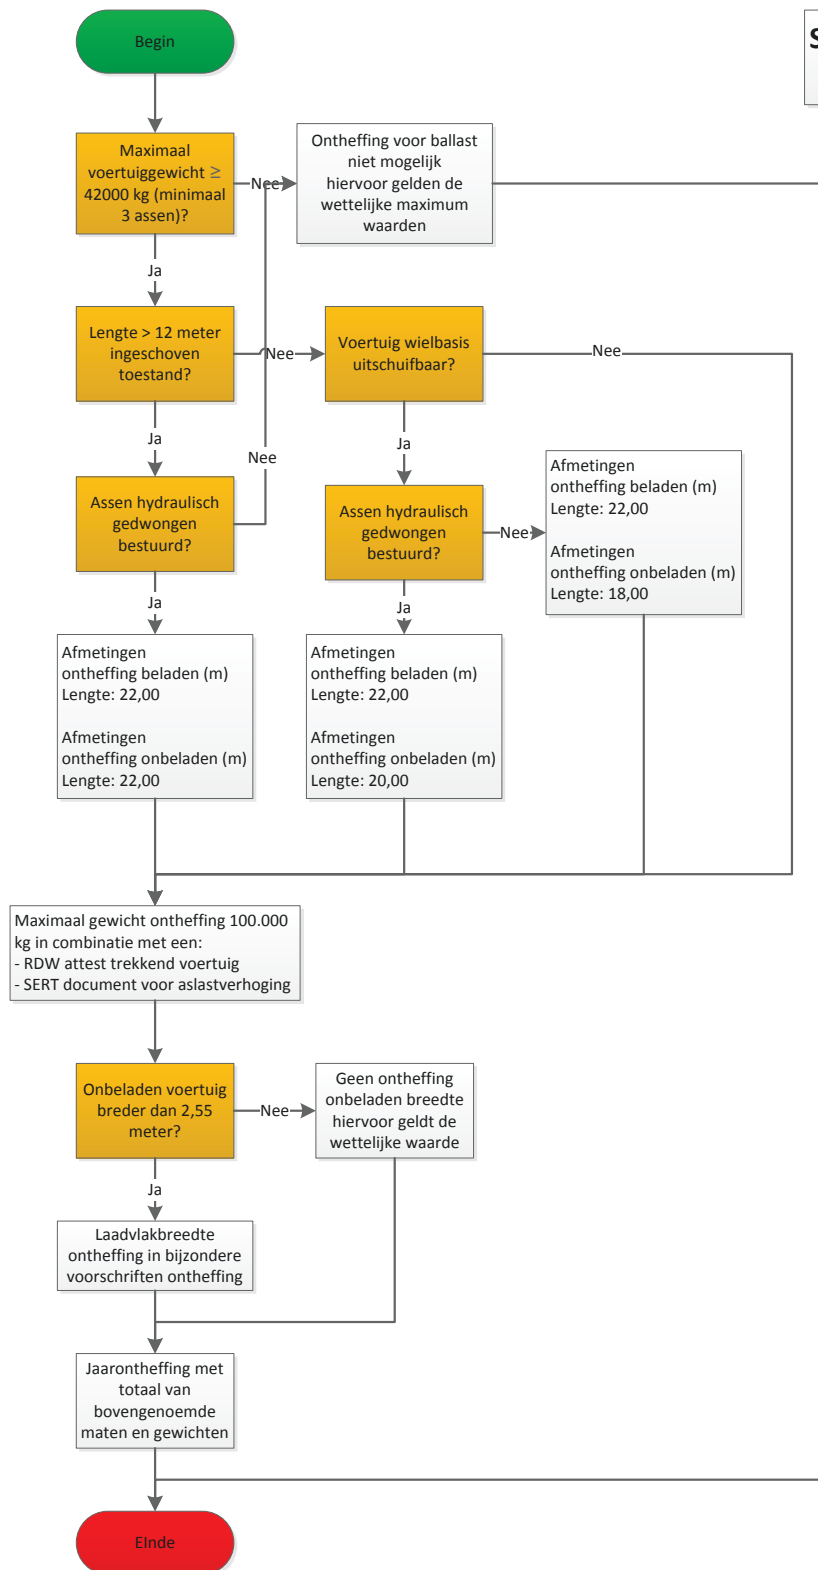 Begin
S
Maximaal
voertuiggewicht ≥
42000 kg (minimaal
3 assen)?
Nee
Ontheffing voor ballast
niet mogelijk
hiervoor gelden de
wettelijke maximum
waarden
Ja
Lengte > 12 meter
ingeschoven
toestand?
Nee
Voertuig wielbasis
uitschuifbaar?
Nee
Ja
Nee
Ja
Assen hydraulisch
gedwongen
bestuurd?
Assen hydraulisch
gedwongen
bestuurd?
Nee
Afmetingen
ontheffing beladen (m)
Lengte: 22,00
Afmetingen
ontheffing onbeladen (m)
Lengte: 18,00
Ja
Ja
Afmetingen
ontheffing beladen (m)
Lengte: 22,00
Afmetingen
ontheffing onbeladen (m)
Lengte: 22,00
Afmetingen
ontheffing beladen (m)
Lengte: 22,00
Afmetingen
ontheffing onbeladen (m)
Lengte: 20,00
Maximaal gewicht ontheffing 100.000
kg in combinatie met een:
- RDW attest trekkend voertuig
- SERT document voor aslastverhoging
Onbeladen voertuig
breder dan 2,55
meter?
Nee
Geen ontheffing
onbeladen breedte
hiervoor geldt de
wettelijke waarde
Ja
Laadvlakbreedte
ontheffing in bijzondere
voorschriften ontheffing
Jaarontheffing met
totaal van
bovengenoemde
maten en gewichten
EInde